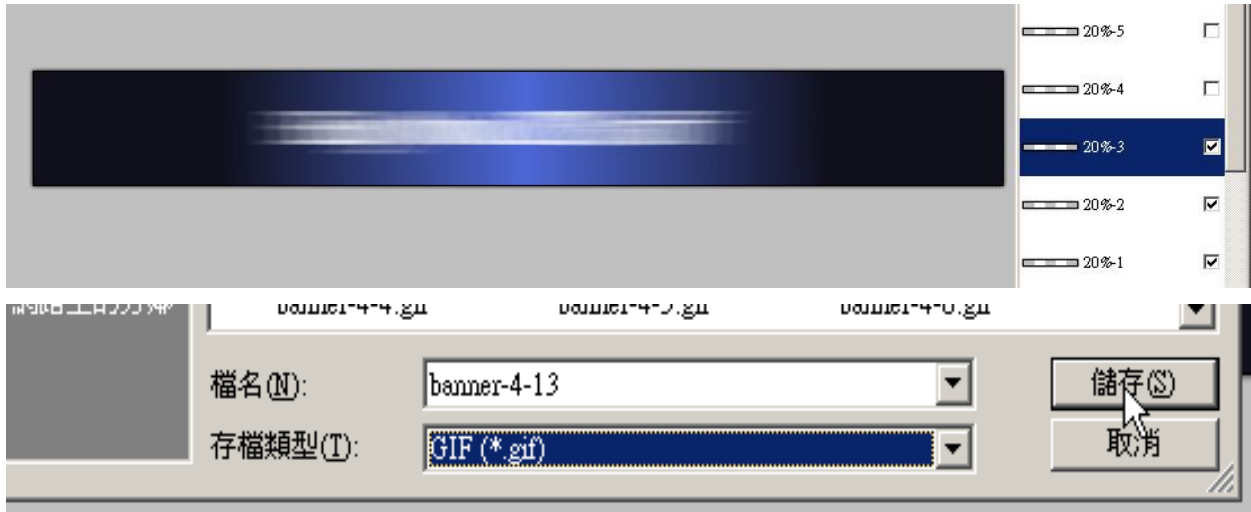 20%-5
20%-4
20%-3
20%-2
20%-1
banner-4-4.gif banner-4-5.gif banner-4-6.gif
檔名(N): banner-4-13 儲存(S)
存檔類型(T): GIF (*.gif) 取消